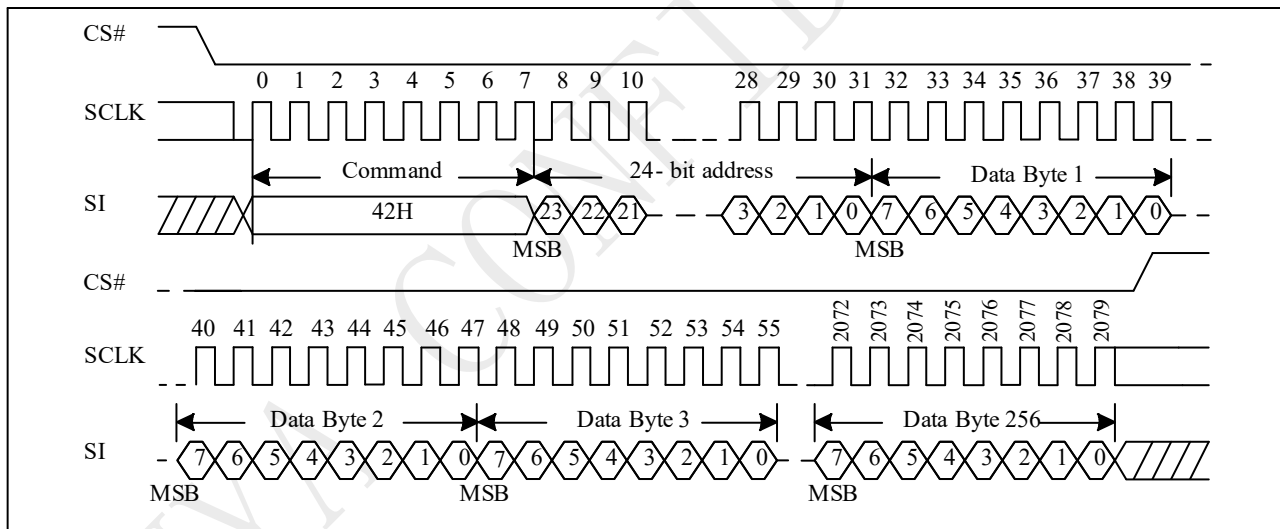 CS#
0 1 2 3 4 5 6 7 8 9 10 28 29 30 31 32 33 34 35 36 37 38 39
SCLK
Command 24- bit address Data Byte 1
SI 42H 23 22 21 3 2 1 0 7 6 5 4 3 2 1 0
MSB MSB
CS#
40 41 42 43 44 45 46 47 48 49 50 51 52 53 54 55 2072 2073 2074 2075 2076 2077 2078 2079
SCLK
Data Byte 2 Data Byte 3 Data Byte 256
SI 7 6 5 4 3 2 1 0 7 6 5 4 3 2 1 0 7 6 5 4 3 2 1 0
MSB MSB MSB